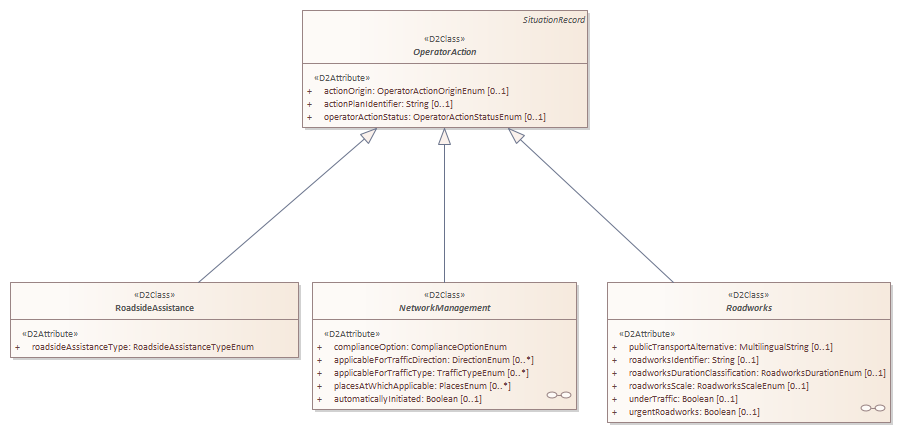 SituationRecord
«D2Class»
OperatorAction
«D2Attribute»
+ actionOrigin: OperatorActionOriginEnum [0..1]
+ actionPlanIdentifier: String [0..1]
+ operatorActionStatus: OperatorActionStatusEnum [0..1]
«D2Class»
RoadsideAssistance
«D2Attribute»
+ roadsideAssistanceType: RoadsideAssistanceTypeEnum
«D2Class»
NetworkManagement
«D2Attribute»
+ complianceOption: ComplianceOptionEnum
+ applicableForTrafficDirection: DirectionEnum [0..*]
+ applicableForTrafficType: TrafficTypeEnum [0..*]
+ placesAtWhichApplicable: PlacesEnum [0..*]
+ automaticallyInitiated: Boolean [0..1]
«D2Class»
Roadworks
«D2Attribute»
+ publicTransportAlternative: MultilingualString [0..1]
+ roadworksIdentifier: String [0..1]
+ roadworksDurationClassification: RoadworksDurationEnum [0..1]
+ roadworksScale: RoadworksScaleEnum [0..1]
+ underTraffic: Boolean [0..1]
+ urgentRoadworks: Boolean [0..1]